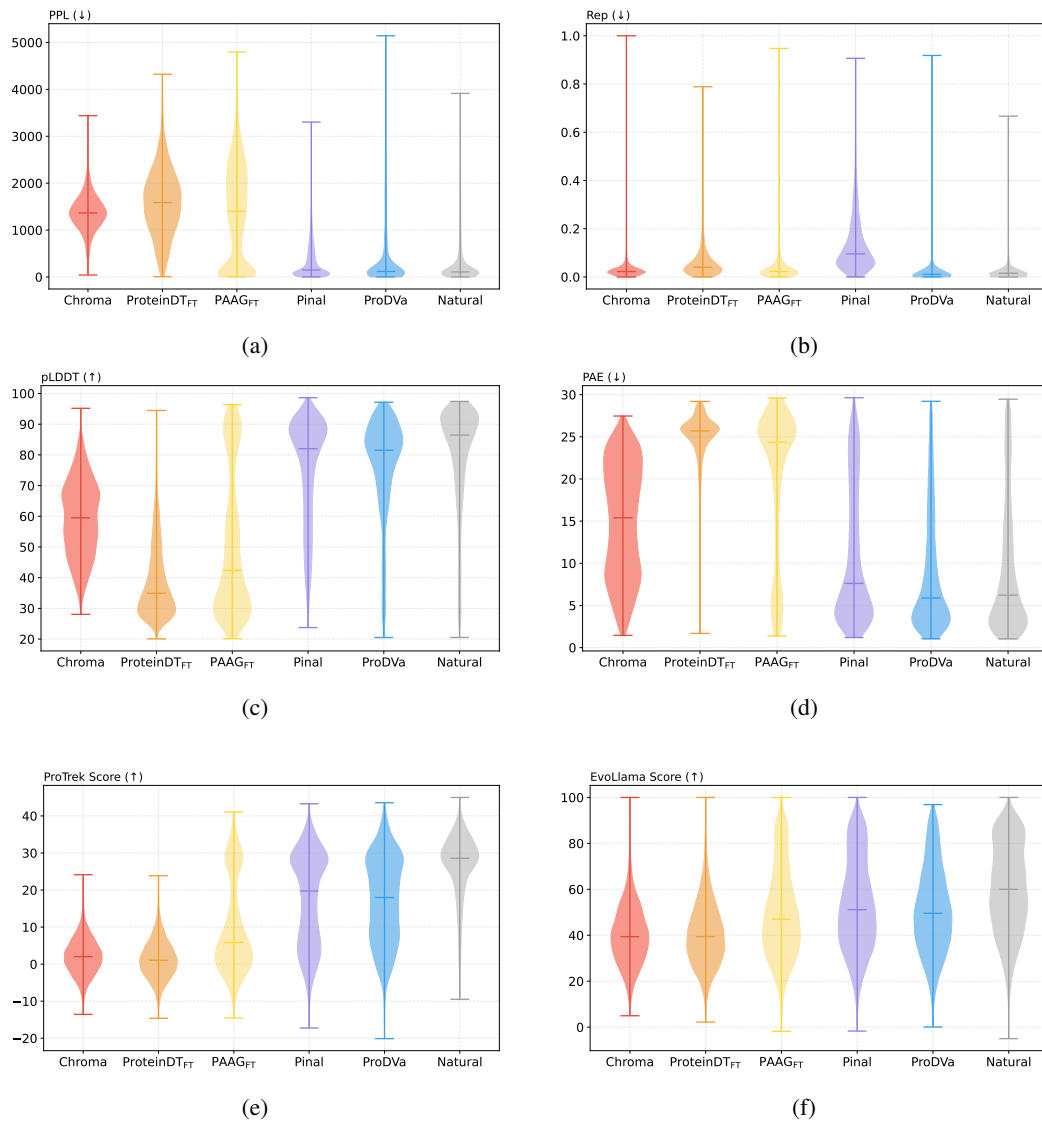 PPL (↓)
5000
4000
3000
2000
1000
0
Chroma ProteinDT_FT PAAG_FT Pinal ProDVa Natural
(a)
Rep (↓)
1.0
0.8
0.6
0.4
0.2
0.0
Chroma ProteinDT_FT PAAG_FT Pinal ProDVa Natural
(b)
pLDDT (↑)
100
90
80
70
60
50
40
30
20
Chroma ProteinDT_FT PAAG_FT Pinal ProDVa Natural
(c)
PAE (↓)
30
25
20
15
10
5
0
Chroma ProteinDT_FT PAAG_FT Pinal ProDVa Natural
(d)
ProTrek Score (↑)
40
30
20
10
0
−10
−20
Chroma ProteinDT_FT PAAG_FT Pinal ProDVa Natural
(e)
EvoLlama Score (↑)
100
80
60
40
20
0
Chroma ProteinDT_FT PAAG_FT Pinal ProDVa Natural
(f)